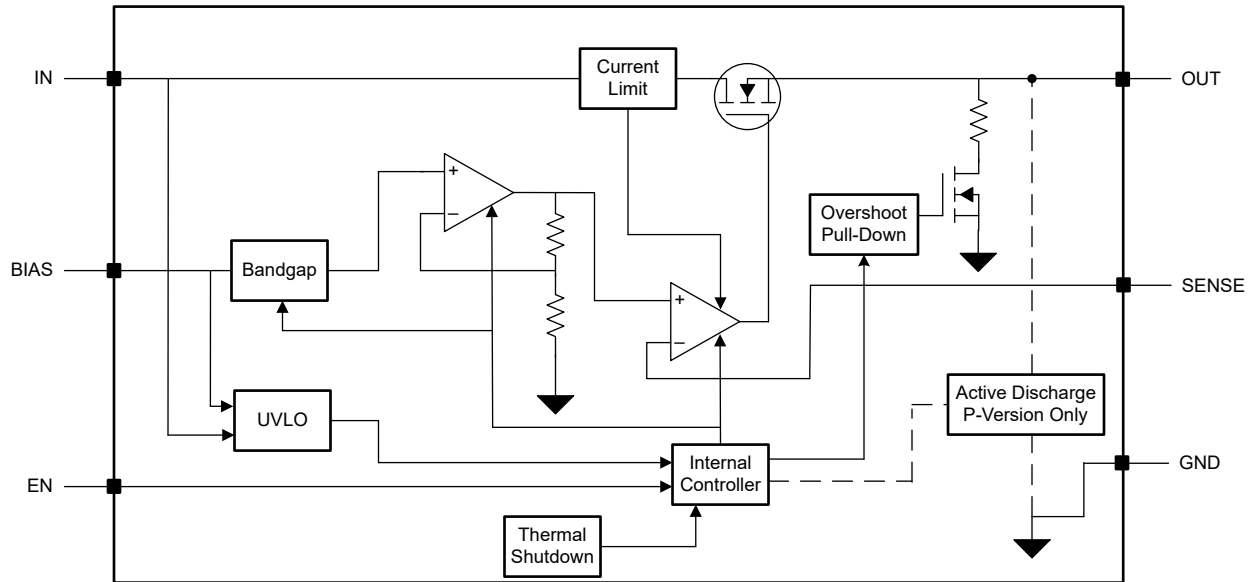 IN
Current
Limit
OUT
+
−
Overshoot
Pull-Down
BIAS
Bandgap
SENSE
+
−
UVLO
Active Discharge
P-Version Only
Internal
Controller
GND
EN
Thermal
Shutdown